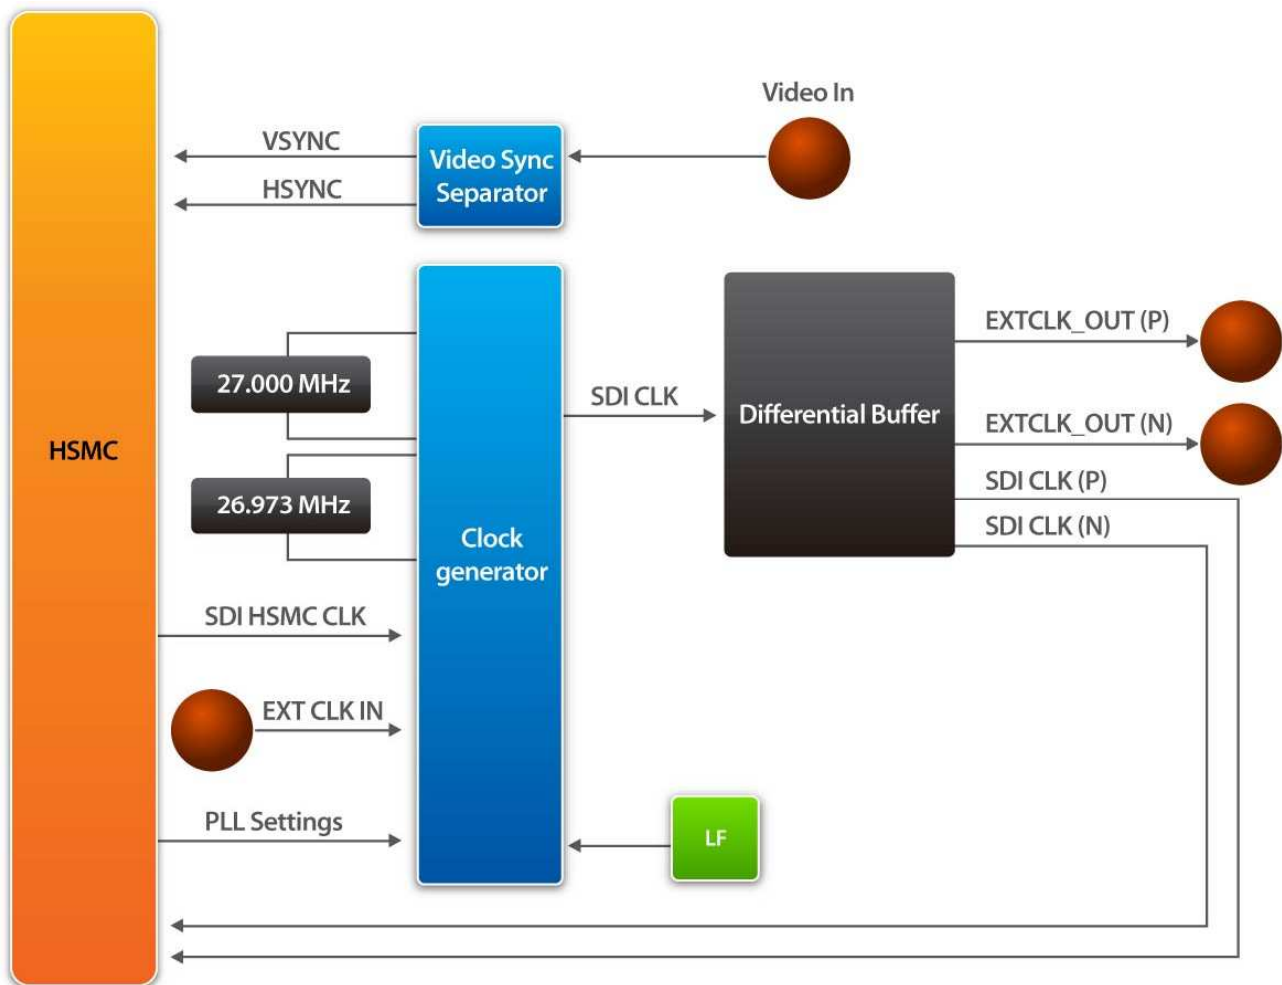 Video In
VSYNC
HSYNC
Video Sync
Separator
27.000 MHz
26.973 MHz
HSMC
Clock
generator
SDI CLK
Differential Buffer
EXTCLK_OUT (P)
EXTCLK_OUT (N)
SDI CLK (P)
SDI CLK (N)
SDI HSMC CLK
EXT CLK IN
PLL Settings
LF